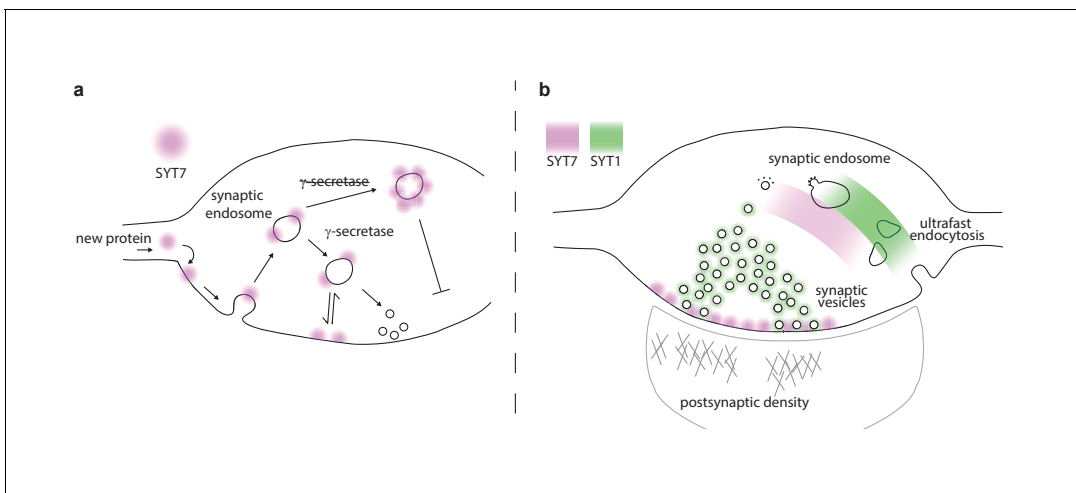 a
SYT7
new protein
synaptic
endosome
γ-secretase
γ-secretase
b
SYT7
SYT1
synaptic endosome
ultrafast
endocytosis
synaptic
vesicles
postsynaptic density